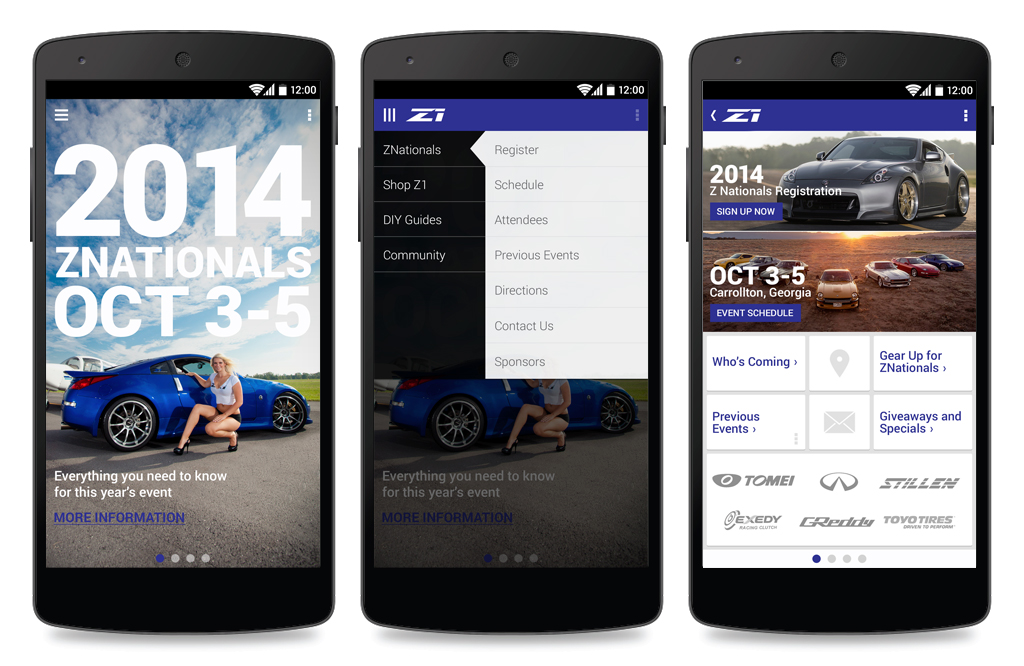 12:00
2014
ZNATIONALS
OCT 3-5
Everything you need to know
for this year's event
MORE INFORMATION
12:00
Z1
ZNationals
Shop Z1
DIY Guides
Community
Register
Schedule
Attendees
Previous Events
Directions
Contact Us
Sponsors
Everything you need to know
for this year's event
MORE INFORMATION
12:00
Z1
2014
Z Nationals Registration
SIGN UP NOW
OCT 3-5
Carrollton, Georgia
EVENT SCHEDULE
Who's Coming ›
Gear Up for
ZNationals ›
Previous
Events ›
Giveaways and
Specials ›
TOMEI
STILLEN
EXEDY
RACING CLUTCH
GReddy
TOYO TIRES
DRIVEN TO PERFORM